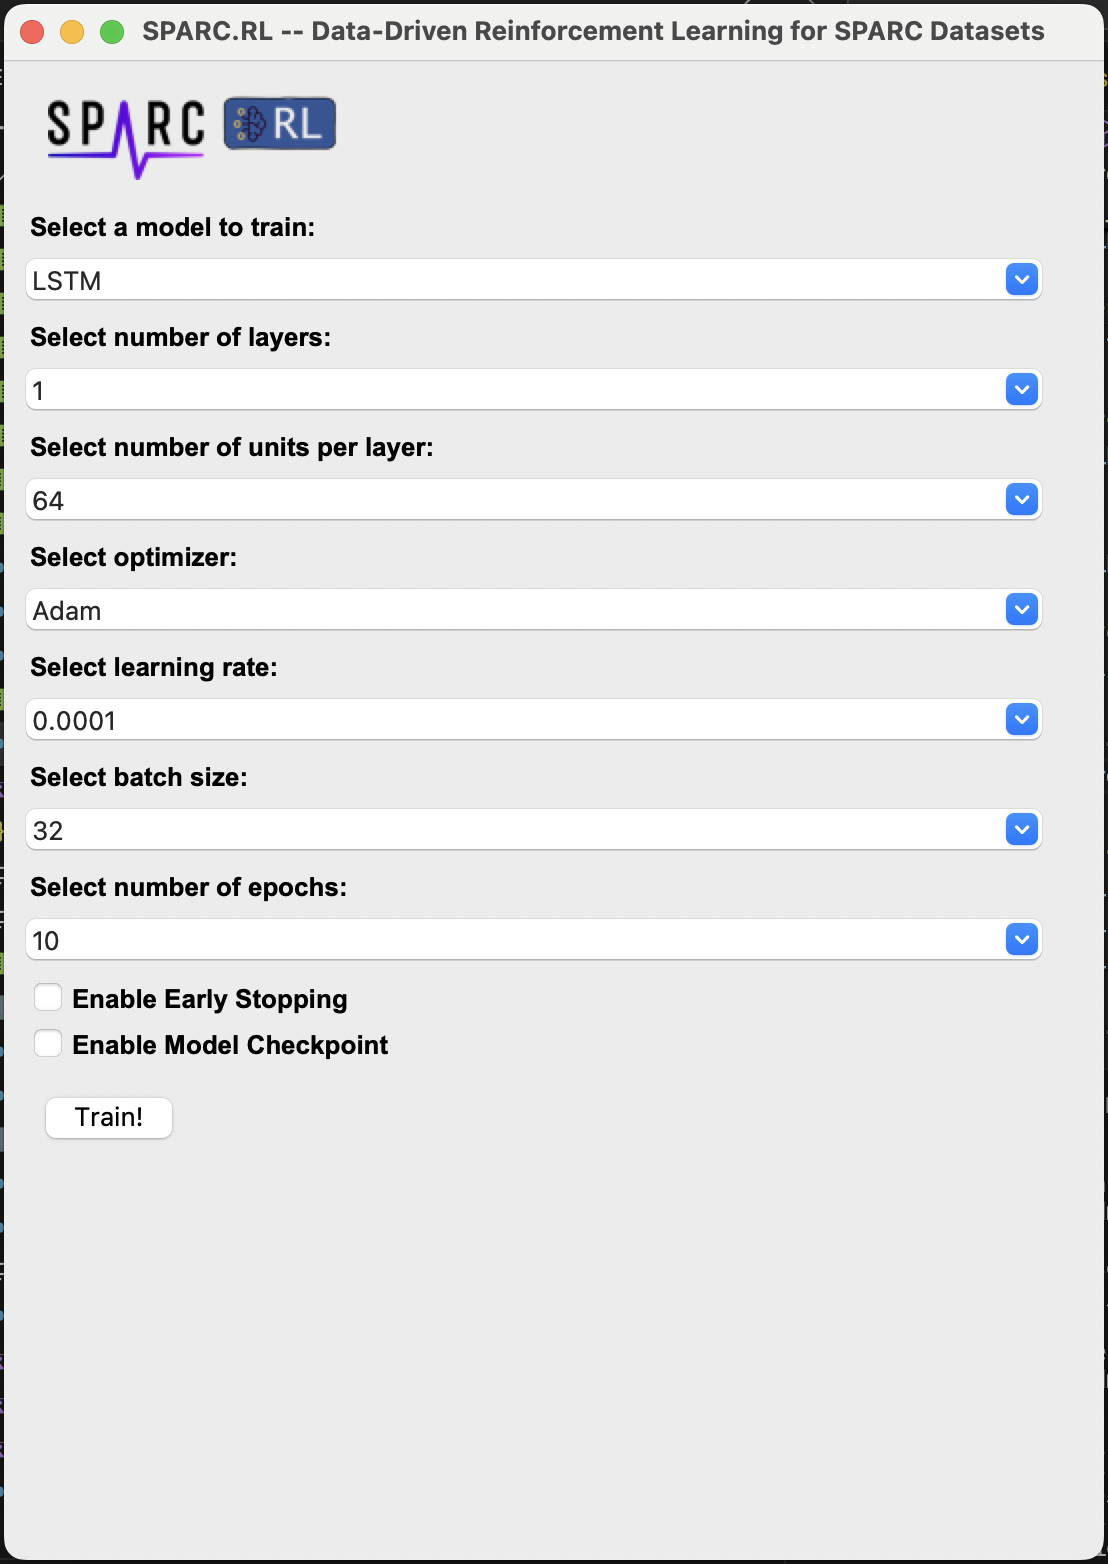 SPARC.RL -- Data-Driven Reinforcement Learning for SPARC Datasets
SPARC RL
Select a model to train:
LSTM
Select number of layers:
1
Select number of units per layer:
64
Select optimizer:
Adam
Select learning rate:
0.0001
Select batch size:
32
Select number of epochs:
10
Enable Early Stopping
Enable Model Checkpoint
Train!